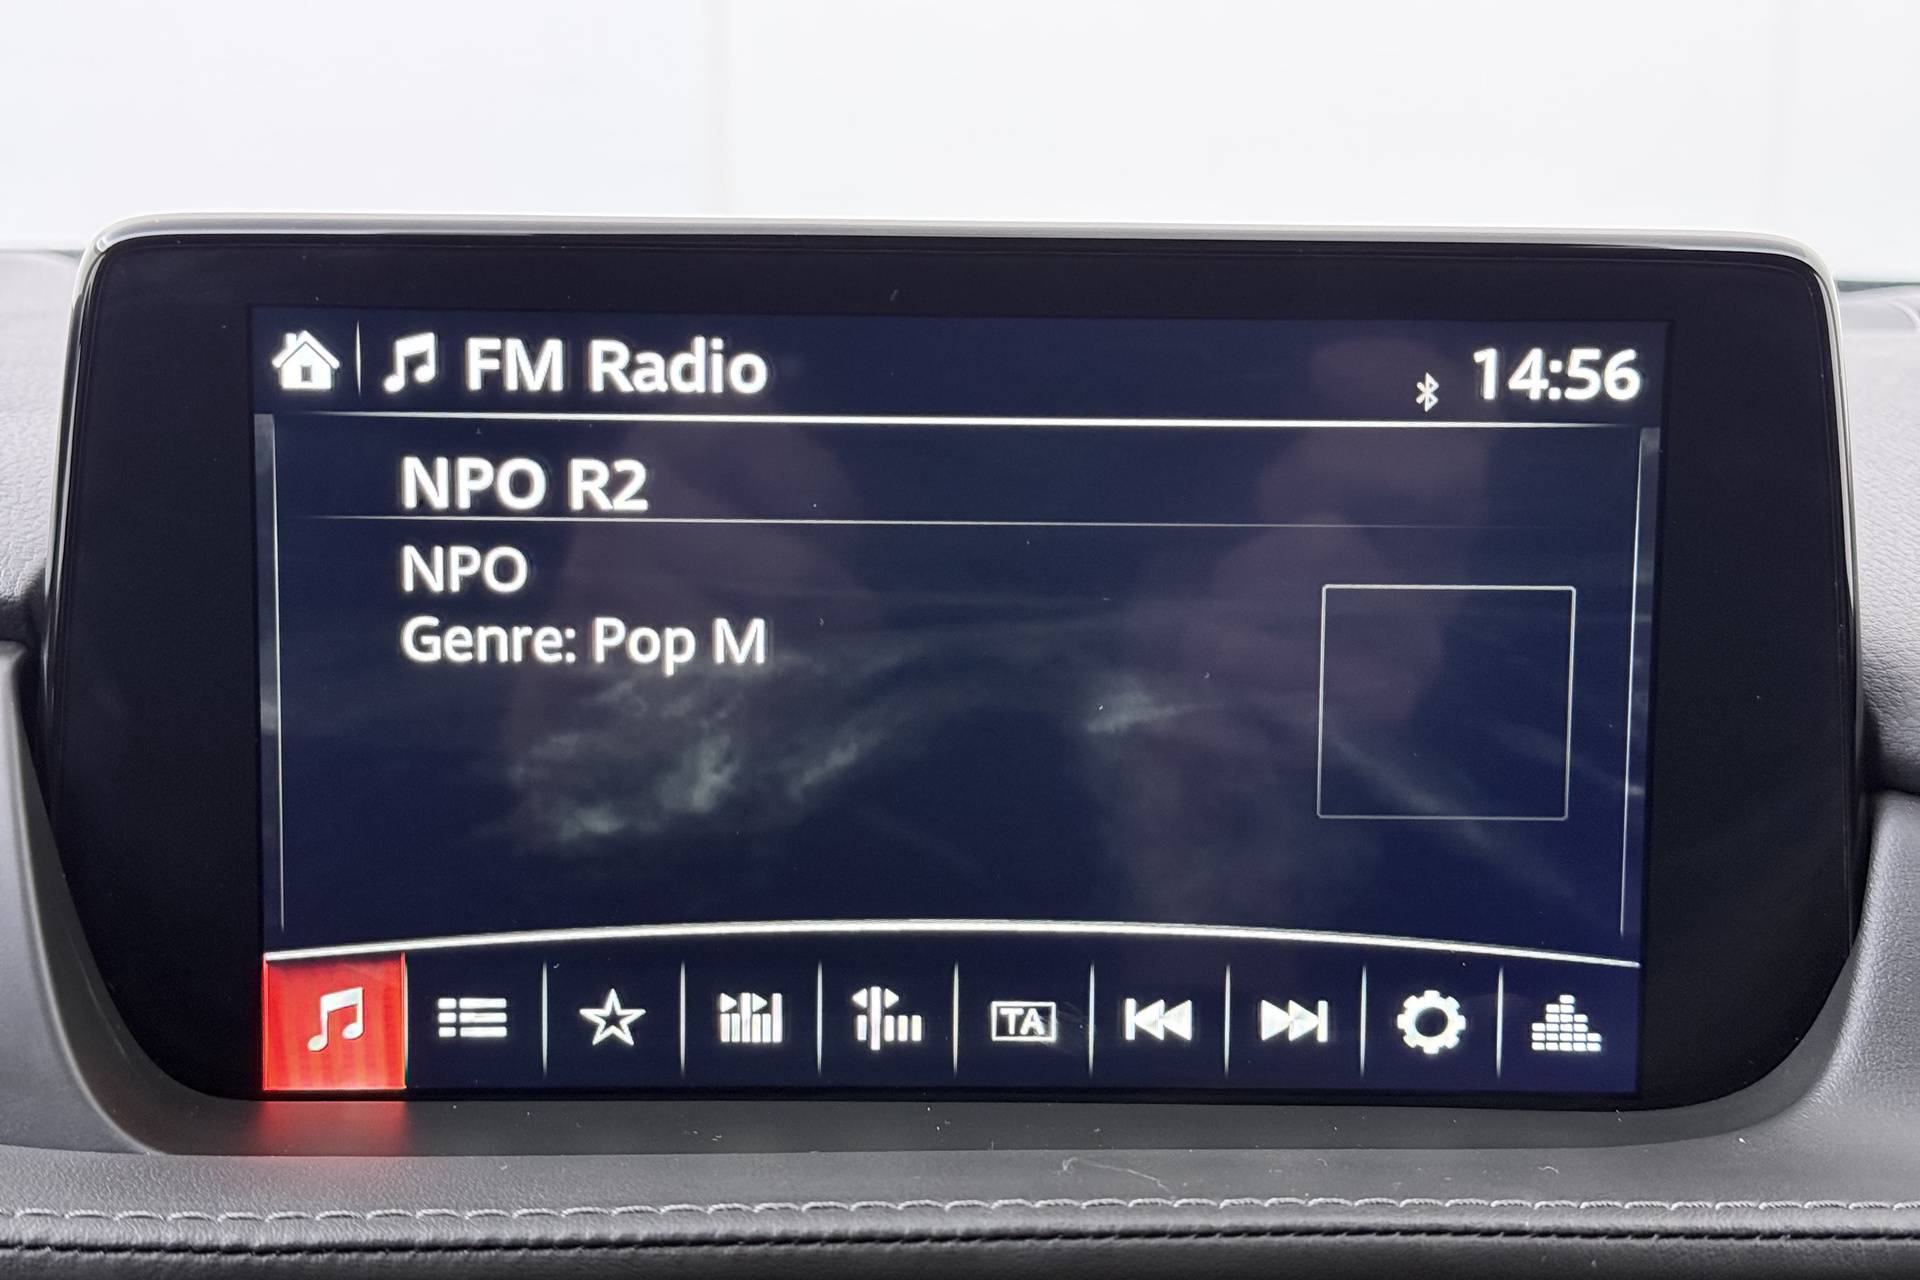 FM Radio
14:56
NPO R2
NPO
Genre: Pop M
TA